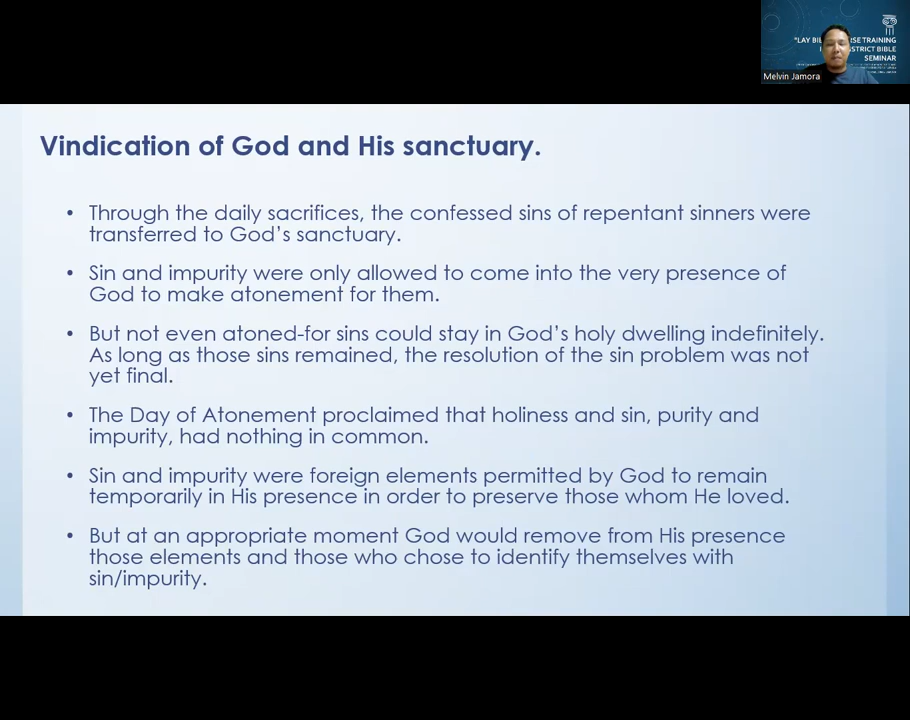 "LAY BIB RSE TRAINING
STRICT BIBLE
SEMINAR
Melvin Jamora
Vindication of God and His sanctuary.
• Through the daily sacrifices, the confessed sins of repentant sinners were
transferred to God's sanctuary.
• Sin and impurity were only allowed to come into the very presence of
God to make atonement for them.
• But not even atoned-for sins could stay in God's holy dwelling indefinitely.
As long as those sins remained, the resolution of the sin problem was not
yet final.
• The Day of Atonement proclaimed that holiness and sin, purity and
impurity, had nothing in common.
• Sin and impurity were foreign elements permitted by God to remain
temporarily in His presence in order to preserve those whom He loved.
• But at an appropriate moment God would remove from His presence
those elements and those who chose to identify themselves with
sin/impurity.